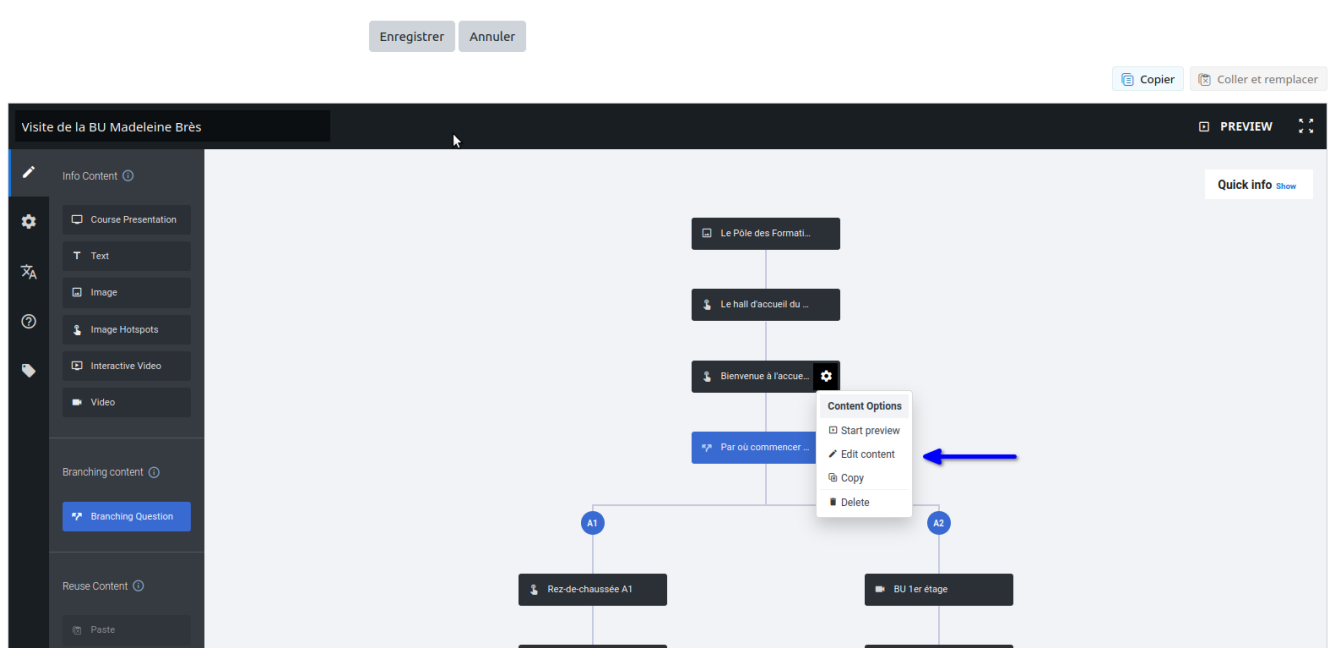 Enregistrer
Annuler
Copier
Coller et remplacer
Visite de la BU Madeleine Brès
PREVIEW
Info Content
Quick info Show
Course Presentation
Text
Image
Image Hotspots
Interactive Video
Video
Branching content
Branching Question
Reuse Content
Paste
Le Pôle des Formati...
Le hall d'accueil du ...
Bienvenue à l'accue...
Content Options
Start preview
Edit content
Copy
Delete
Par où commencer ...
A1
A2
Rez-de-chaussée A1
BU 1er étage